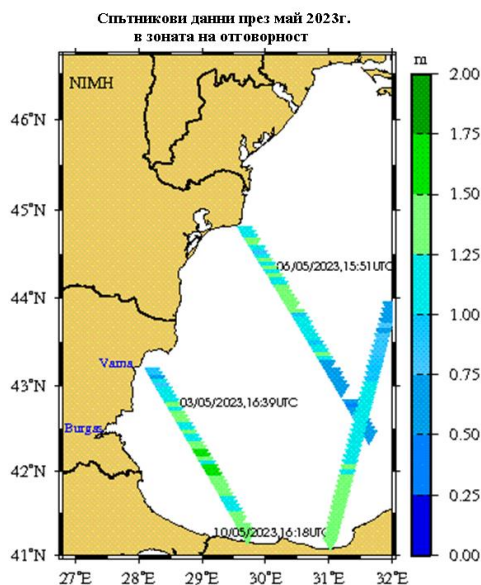 Спътникови данни през май 2023г.
в зоната на отговорност
m
NIMH
2.00
1.75
1.50
1.25
1.00
0.75
0.50
0.25
0.00
46°N
45°N
44°N
43°N
42°N
41°N
06/05/2023,15:51UTC
Varna
03/05/2023,16:39UTC
Burgas
10/05/2023,16:18UTC
27°E 28°E 29°E 30°E 31°E 32°E